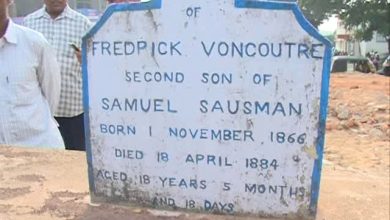 OF
FREDPICK VONCOUTRE
SECOND SON OF
SAMUEL SAUSMAN
BORN 1 NOVEMBER 1866
DIED 18 APRIL 1884
AGED 18 YEARS 5 MONTHS
AND 18 DAYS